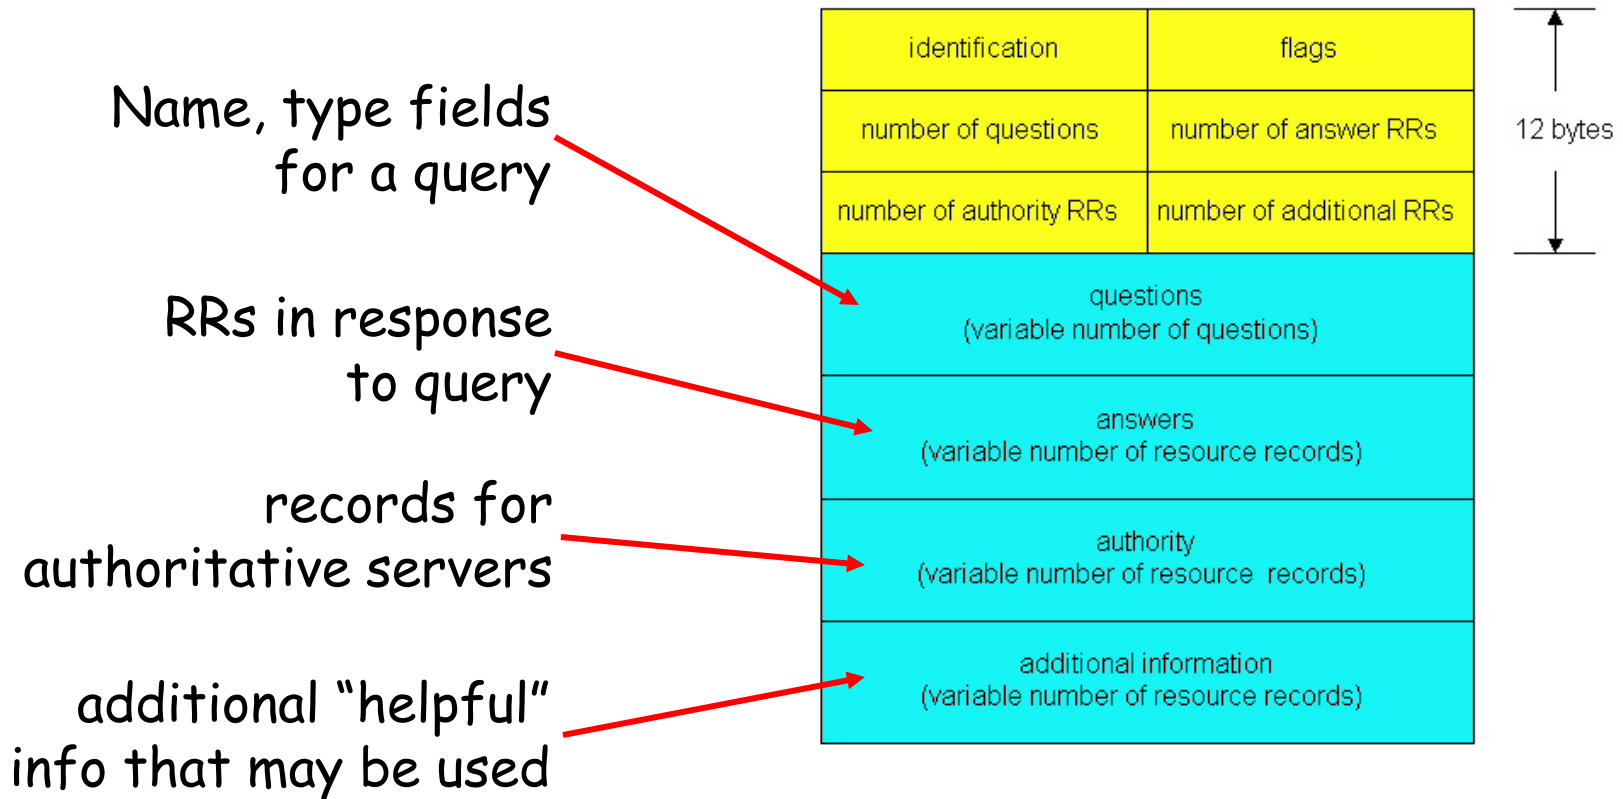 Name, type fields
for a query
RRs in response
to query
records for
authoritative servers
additional “helpful”
info that may be used
identification
flags
number of questions
number of answer RRs
number of authority RRs
number of additional RRs
questions
(variable number of questions)
answers
(variable number of resource records)
authority
(variable number of resource  records)
additional information
(variable number of resource records)
12 bytes